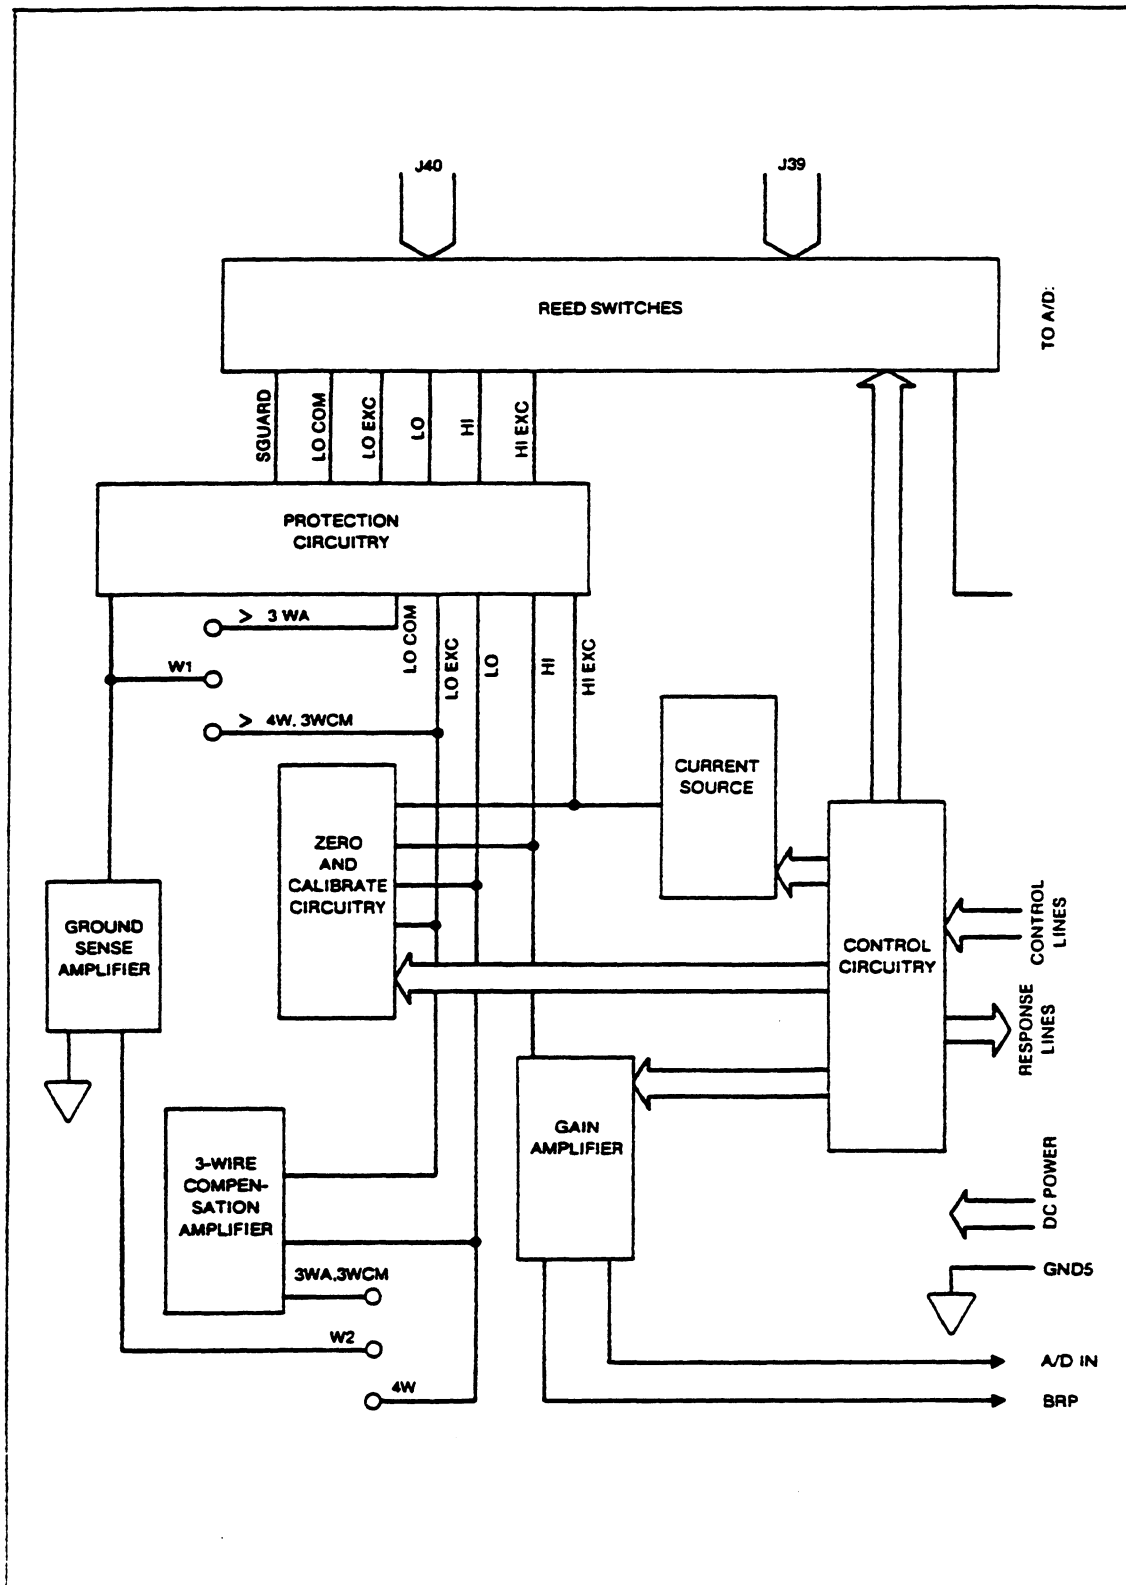 J40
J39
REED SWITCHES
TO A/D:
SGUARD
LO COM
LO EXC
LO
HI
HI EXC
PROTECTION
CIRCUITRY
> 3 WA
W1
> 4W, 3WCM
LO COM
LO EXC
LO
HI
HI EXC
CURRENT
SOURCE
ZERO
AND
CALIBRATE
CIRCUITRY
GROUND
SENSE
AMPLIFIER
CONTROL
CIRCUITRY
CONTROL
LINES
RESPONSE
LINES
GAIN
AMPLIFIER
3-WIRE
COMPEN-
SATION
AMPLIFIER
DC POWER
3WA,3WCM
GND5
W2
A/D IN
4W
BRP